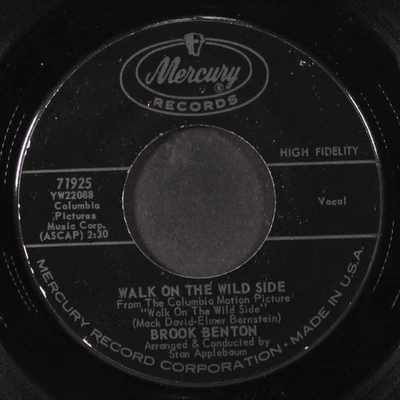 Mercury
®
RECORDS
HIGH FIDELITY
71925
YW22088
Columbia
Pictures
Music Corp.
(ASCAP) 2:30
Vocal
WALK ON THE WILD SIDE
From The Columbia Motion Picture
"Walk On The Wild Side"
(Mack David-Elmer Bernstein)
BROOK BENTON
Arranged & Conducted by
Stan Applebaum
MERCURY RECORD CORPORATION • MADE IN U.S.A.